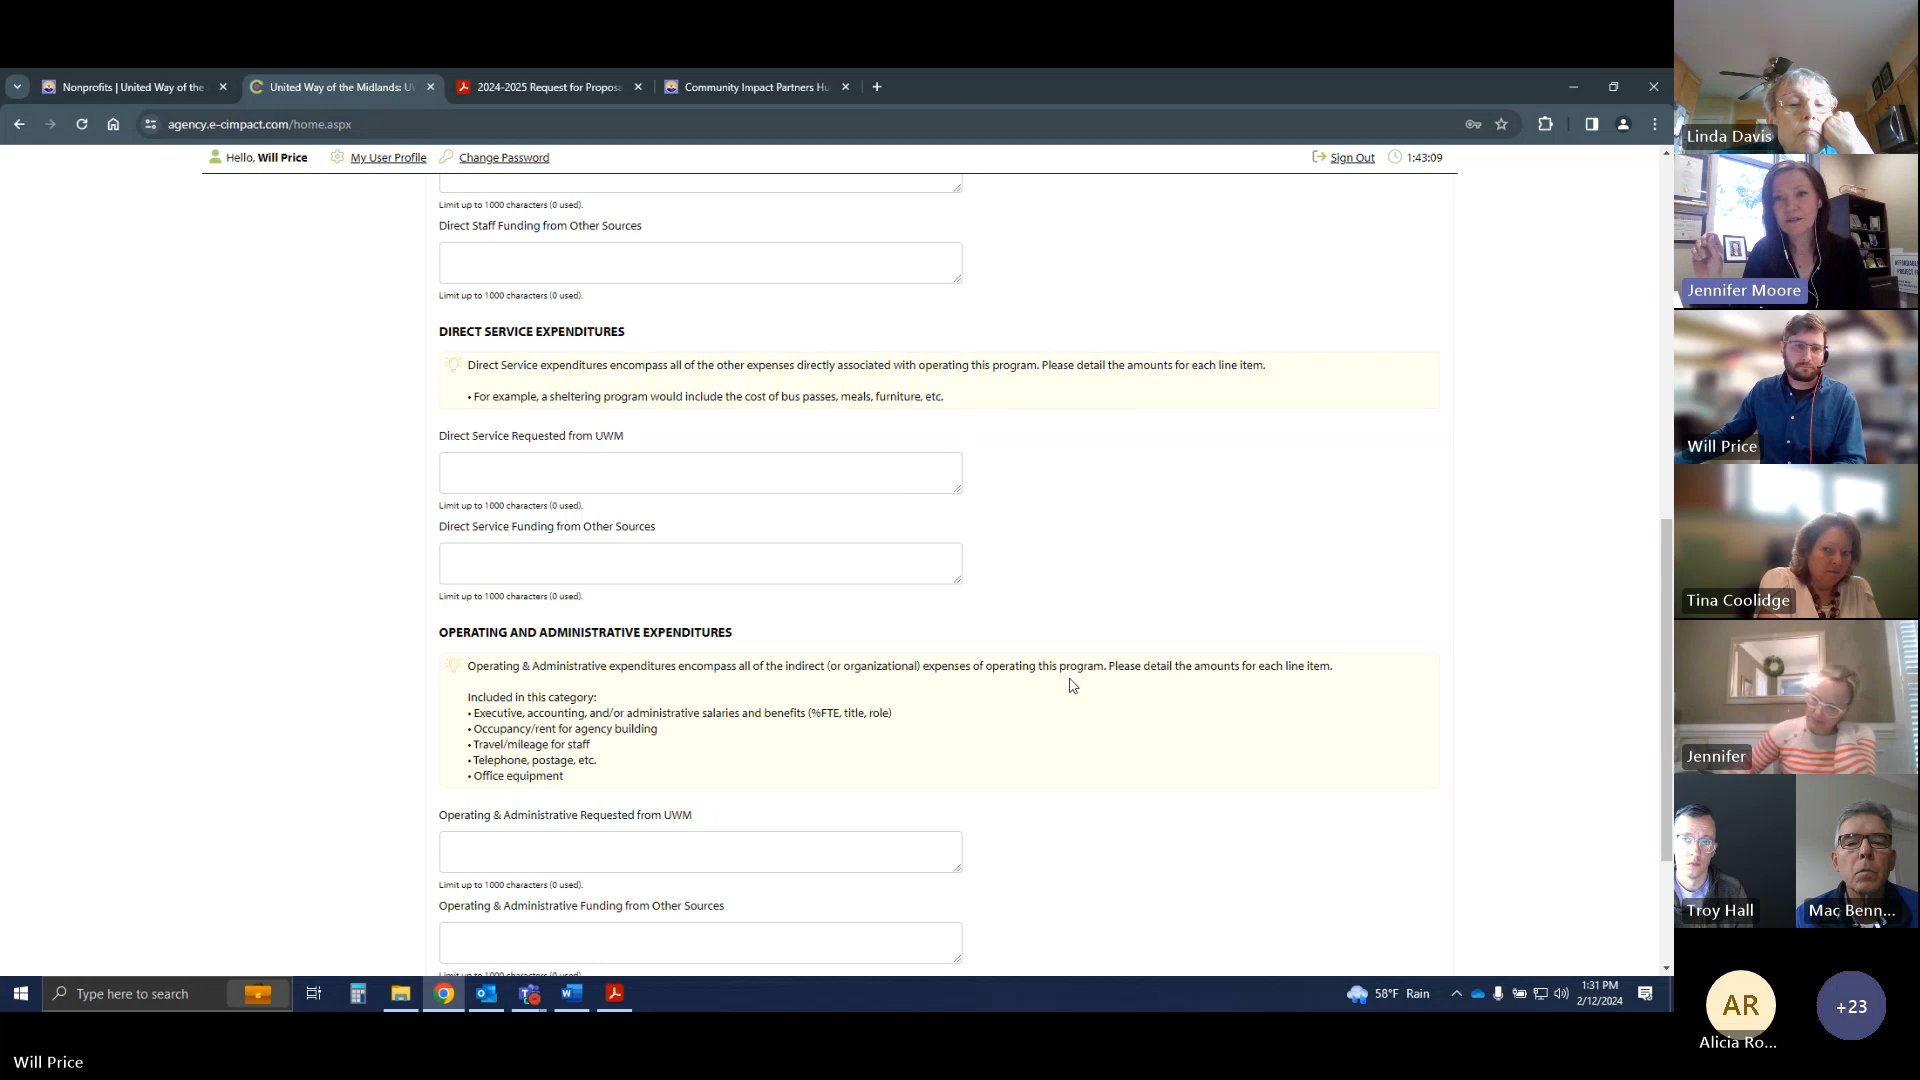 Nonprofits | United Way of the
United Way of the Midlands: U
2024-2025 Request for Proposa
Community Impact Partners Hu
agency.e-cimpact.com/home.aspx
Hello, Will Price
My User Profile
Change Password
Sign Out
1:43:09
Limit up to 1000 characters (0 used).
Direct Staff Funding from Other Sources
Limit up to 1000 characters (0 used).
DIRECT SERVICE EXPENDITURES
Direct Service expenditures encompass all of the other expenses directly associated with operating this program. Please detail the amounts for each line item.
• For example, a sheltering program would include the cost of bus passes, meals, furniture, etc.
Direct Service Requested from UWM
Limit up to 1000 characters (0 used).
Direct Service Funding from Other Sources
Limit up to 1000 characters (0 used).
OPERATING AND ADMINISTRATIVE EXPENDITURES
Operating & Administrative expenditures encompass all of the indirect (or organizational) expenses of operating this program. Please detail the amounts for each line item.
Included in this category:
• Executive, accounting, and/or administrative salaries and benefits (%FTE, title, role)
• Occupancy/rent for agency building
• Travel/mileage for staff
• Telephone, postage, etc.
• Office equipment
Operating & Administrative Requested from UWM
Limit up to 1000 characters (0 used).
Operating & Administrative Funding from Other Sources
Limit up to 1000 characters (0 used).
Type here to search
58°F Rain
1:31 PM
2/12/2024
Will Price
Linda Davis
Jennifer Moore
Will Price
Tina Coolidge
Jennifer
Troy Hall
Mac Benn...
AR
Alicia Ro...
+23